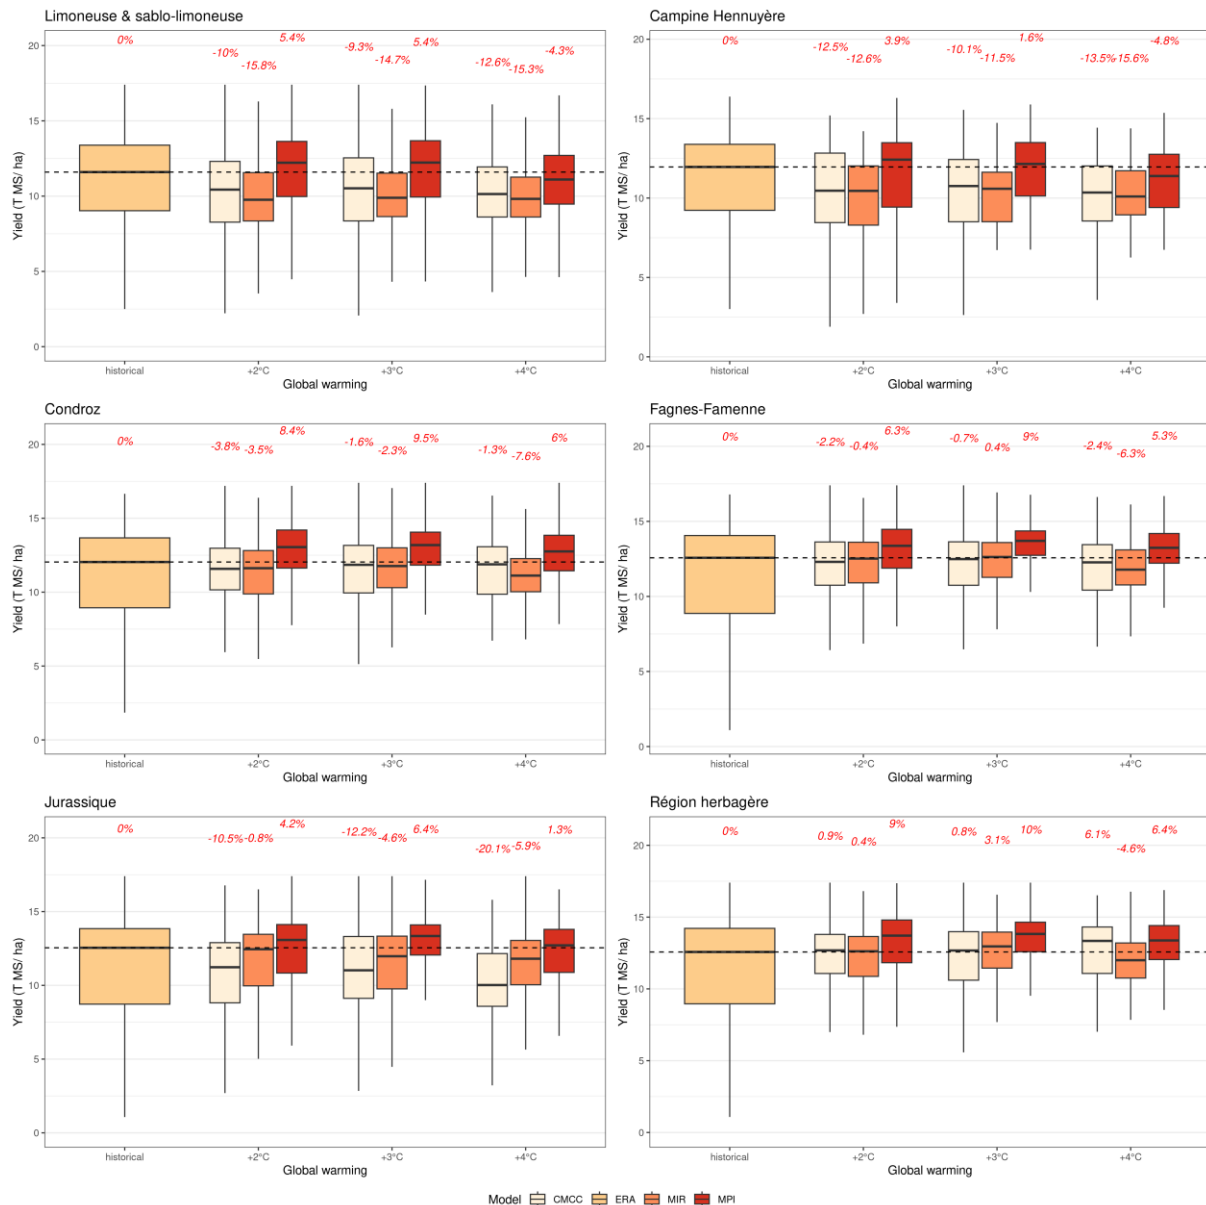 Limoneuse & sablo-limoneuse
0%
-10%
-15.8%
5.4%
-9.3%
-14.7%
5.4%
-12.6%
-15.3%
-4.3%
20
15
10
5
0
Yield (T MS/ ha)
historical
+2°C
+3°C
+4°C
Global warming
Campine Hennuyère
0%
-12.5%
-12.6%
3.9%
-10.1%
-11.5%
1.6%
-13.5%
-15.6%
-4.8%
20
15
10
5
0
Yield (T MS/ ha)
historical
+2°C
+3°C
+4°C
Global warming
Condroz
0%
-3.8%
-3.5%
8.4%
-1.6%
-2.3%
9.5%
-1.3%
-7.6%
6%
20
15
10
5
0
Yield (T MS/ ha)
historical
+2°C
+3°C
+4°C
Global warming
Fagnes-Famenne
0%
-2.2%
-0.4%
6.3%
-0.7%
0.4%
9%
-2.4%
-6.3%
5.3%
20
15
10
5
0
Yield (T MS/ ha)
historical
+2°C
+3°C
+4°C
Global warming
Jurassique
0%
-10.5%
-0.8%
4.2%
-12.2%
-4.6%
6.4%
-20.1%
-5.9%
1.3%
20
15
10
5
0
Yield (T MS/ ha)
historical
+2°C
+3°C
+4°C
Global warming
Région herbagère
0%
0.9%
0.4%
9%
0.8%
3.1%
10%
6.1%
-4.6%
6.4%
20
15
10
5
0
Yield (T MS/ ha)
historical
+2°C
+3°C
+4°C
Global warming
Model CMCC ERA MIR MPI